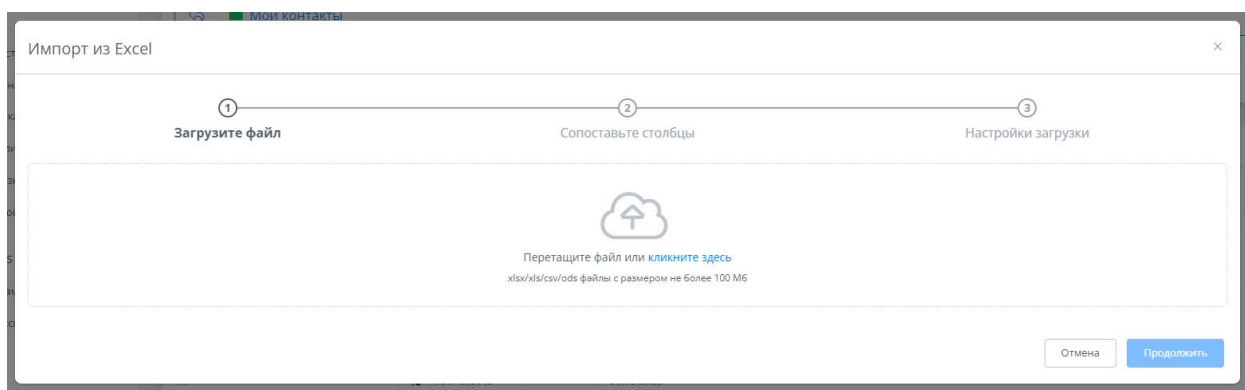 Мои контакты
Импорт из Excel
×
1
2
3
Загрузите файл
Сопоставьте столбцы
Настройки загрузки
Перетащите файл или кликните здесь
xlsx/xls/csv/ods файлы с размером не более 100 Мб
Отмена
Продолжить